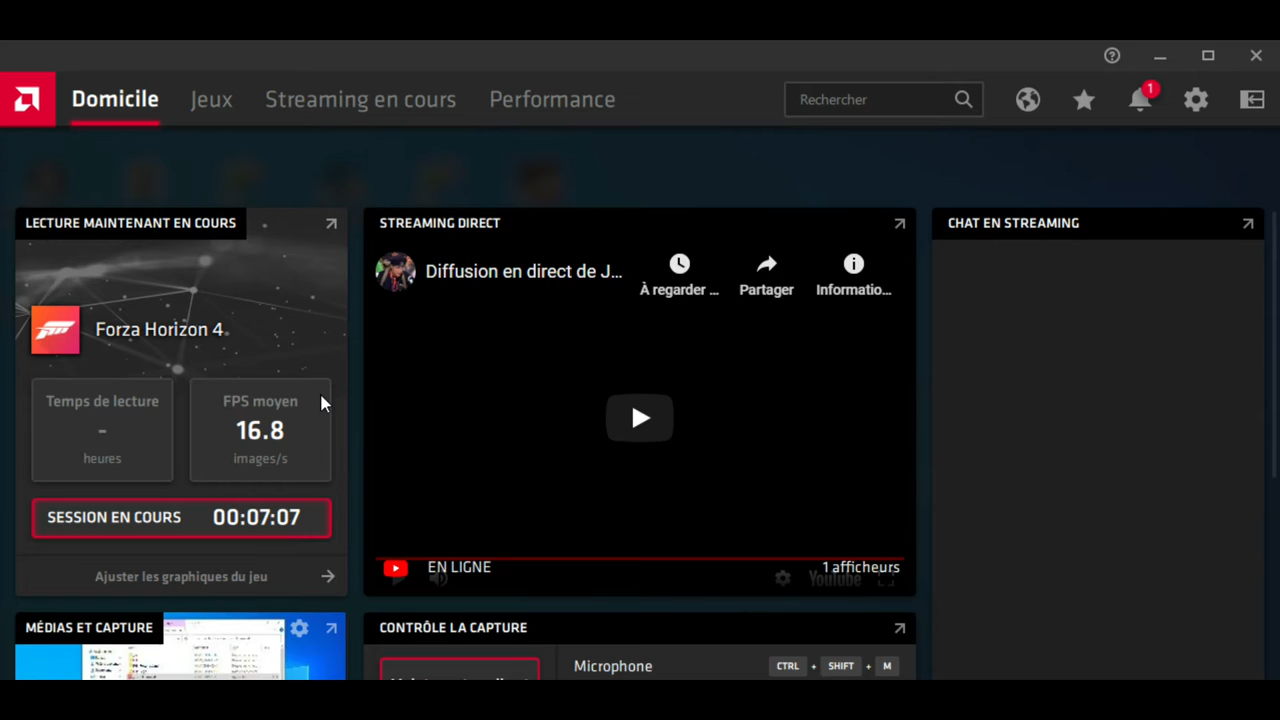 Domicile
Jeux
Streaming en cours
Performance
Rechercher
1
LECTURE MAINTENANT EN COURS
Forza Horizon 4
Temps de lecture
FPS moyen
-
16.8
heures
images/s
SESSION EN COURS 00:07:07
Ajuster les graphiques du jeu
STREAMING DIRECT
Diffusion en direct de J...
À regarder ...
Partager
Informatio...
EN LIGNE
1 afficheurs
YouTube
CHAT EN STREAMING
MÉDIAS ET CAPTURE
CONTRÔLE LA CAPTURE
Microphone
CTRL + SHIFT + M